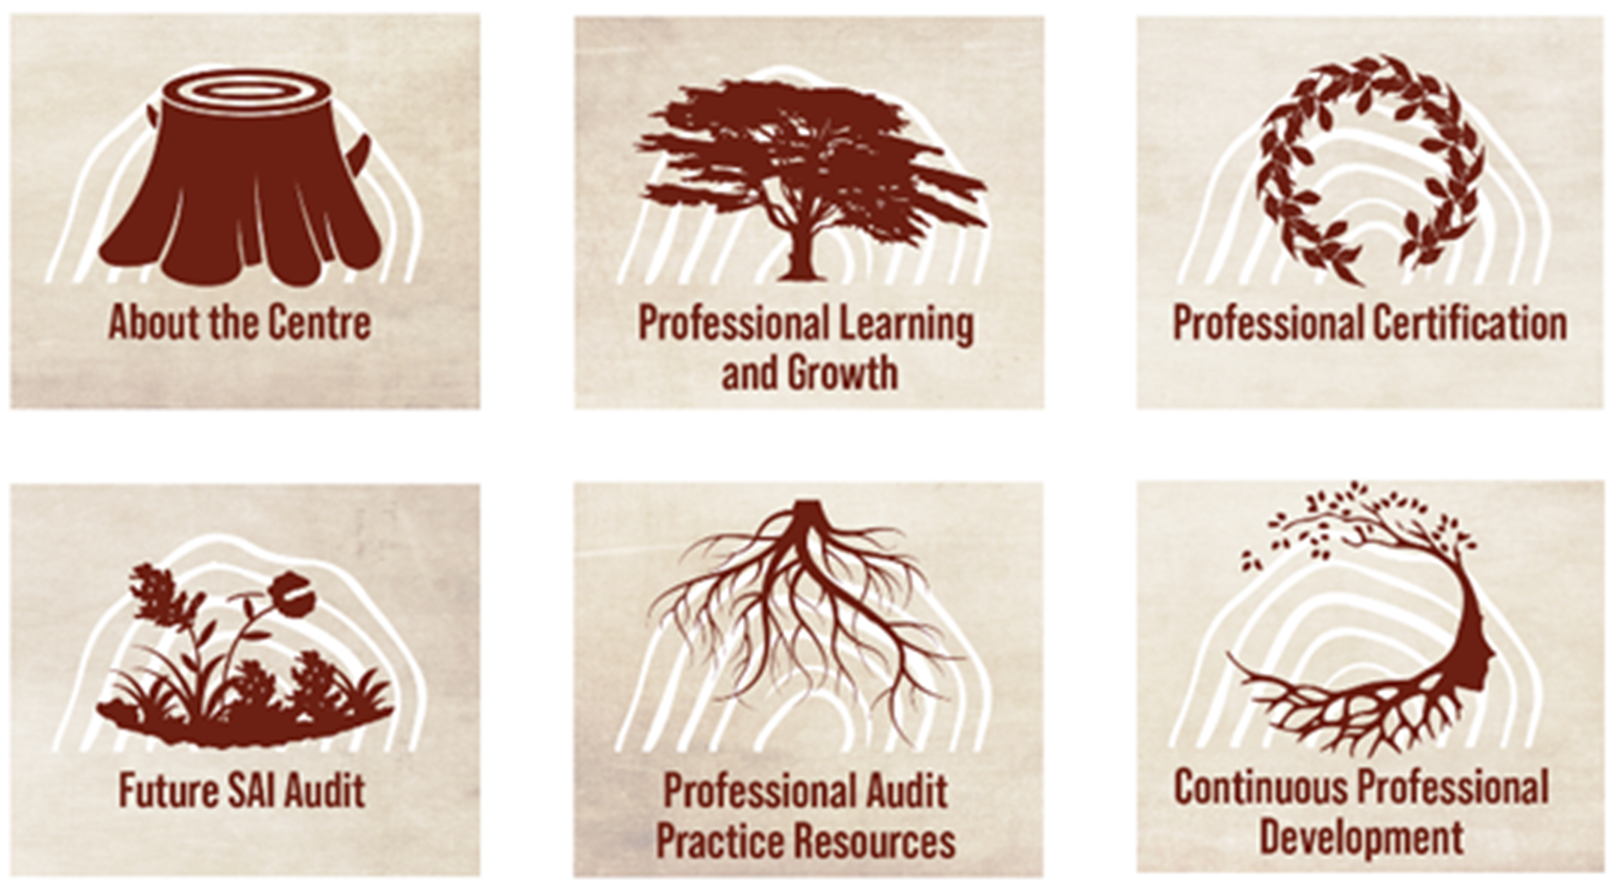 About the Centre
Professional Learning
and Growth
Professional Certification
Future SAI Audit
Professional Audit
Practice Resources
Continuous Professional
Development